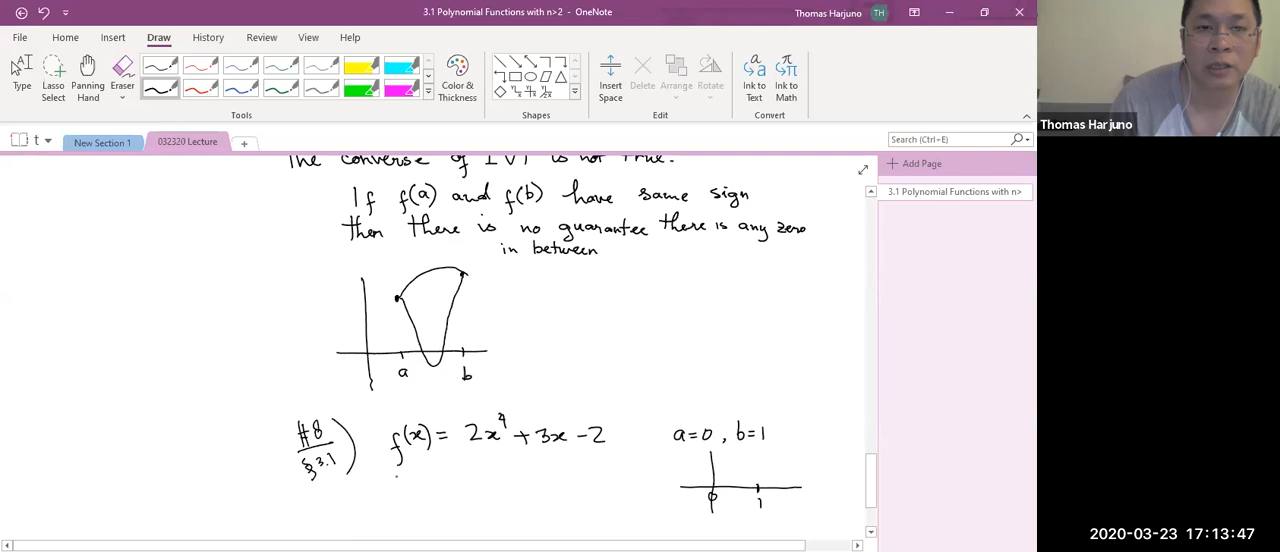 3.1 Polynomial Functions with n>2 - OneNote
Thomas Harjuno TH
File Home Insert Draw History Review View Help
Type Lasso Select Panning Hand Eraser
Color & Thickness
Insert Space Delete Arrange Rotate
Ink to Text Ink to Math
Tools Shapes Edit Convert
Thomas Harjuno
t New Section 1 032320 Lecture +
Search (Ctrl+E)
Add Page
3.1 Polynomial Functions with n>
The converse of IVT is not true.
If f(a) and f(b) have same sign
then there is no guarantee there is any zero
in between
a b
#8 §3.1) f(x) = 2x⁴ + 3x - 2 a=0, b=1
0 1
2020-03-23 17:13:47